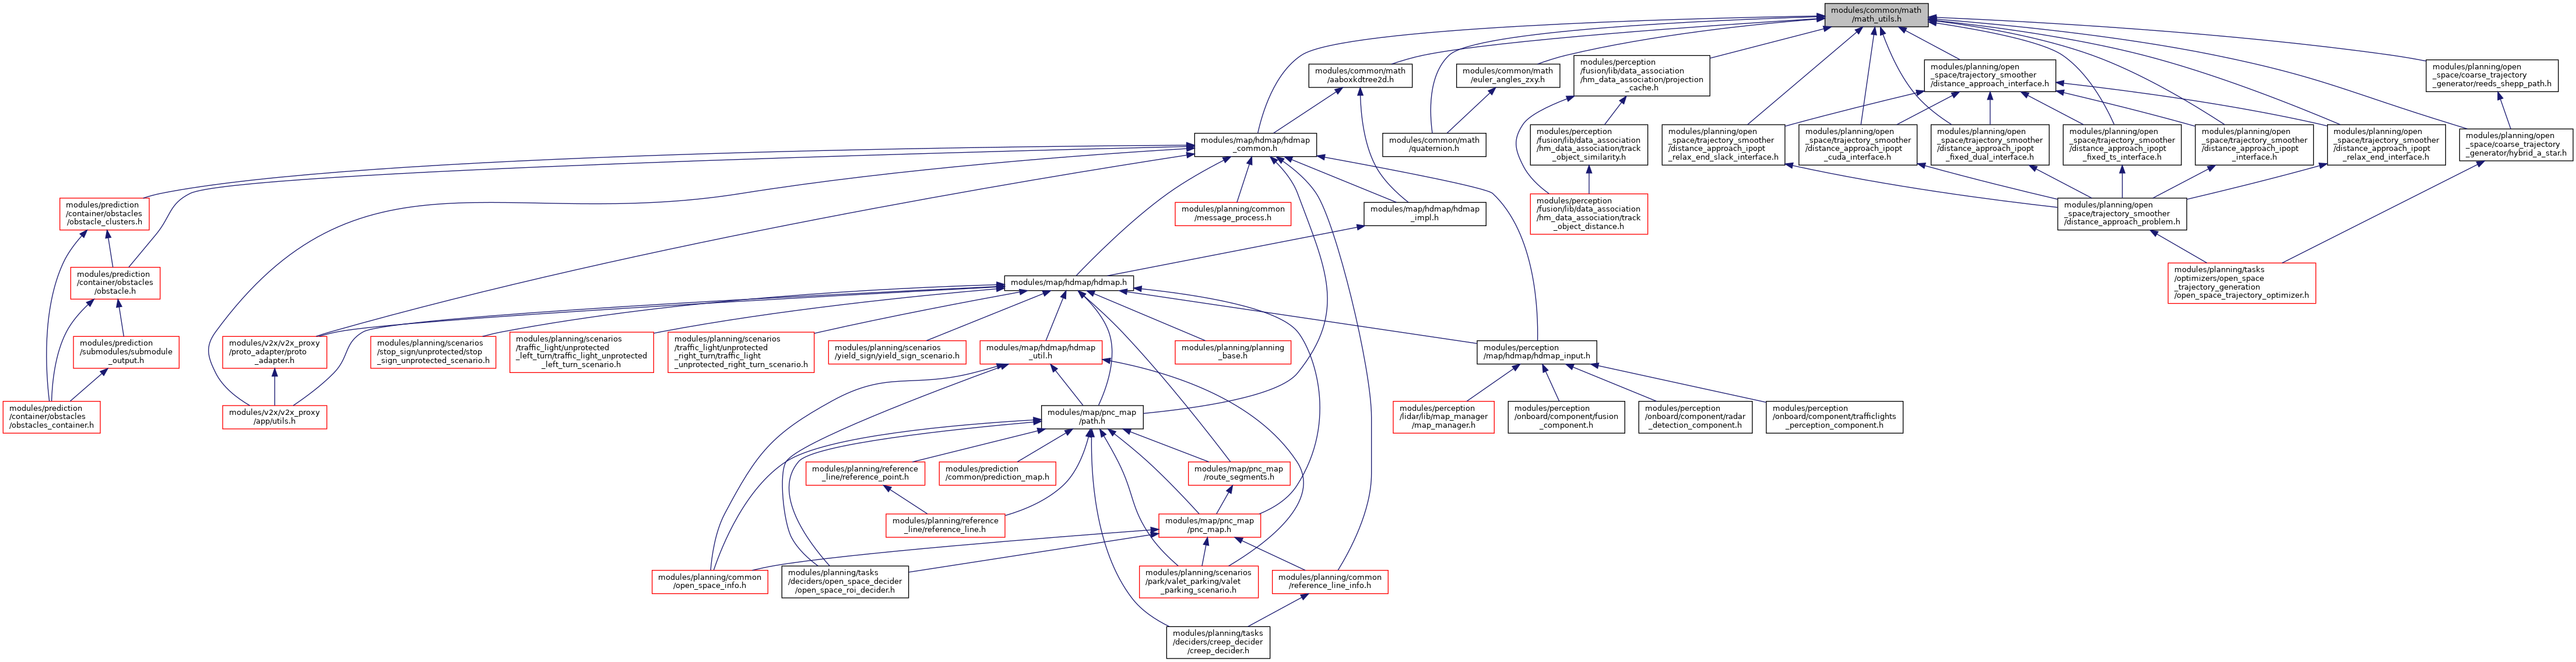 modules/common/math
/math_utils.h
modules/common/math
/aaboxkdtree2d.h
modules/common/math
/euler_angles_zxy.h
modules/perception
/fusion/lib/data_association
/hm_data_association/projection
_cache.h
modules/planning/open
_space/trajectory_smoother
/distance_approach_interface.h
modules/planning/open
_space/coarse_trajectory
_generator/reeds_shepp_path.h
modules/map/hdmap/hdmap
_common.h
modules/common/math
/quaternion.h
modules/perception
/fusion/lib/data_association
/hm_data_association/track
_object_similarity.h
modules/planning/open
_space/trajectory_smoother
/distance_approach_ipopt
_relax_end_slack_interface.h
modules/planning/open
_space/trajectory_smoother
/distance_approach_ipopt
_cuda_interface.h
modules/planning/open
_space/trajectory_smoother
/distance_approach_ipopt
_fixed_dual_interface.h
modules/planning/open
_space/trajectory_smoother
/distance_approach_ipopt
_fixed_ts_interface.h
modules/planning/open
_space/trajectory_smoother
/distance_approach_ipopt
_interface.h
modules/planning/open
_space/trajectory_smoother
/distance_approach_ipopt
_relax_end_interface.h
modules/planning/open
_space/coarse_trajectory
_generator/hybrid_a_star.h
modules/prediction
/container/obstacles
/obstacle_clusters.h
modules/planning/common
/message_process.h
modules/map/hdmap/hdmap
_impl.h
modules/perception
/fusion/lib/data_association
/hm_data_association/track
_object_distance.h
modules/planning/open
_space/trajectory_smoother
/distance_approach_problem.h
modules/prediction
/container/obstacles
/obstacle.h
modules/map/hdmap/hdmap.h
modules/planning/tasks
/optimizers/open_space
_trajectory_generation
/open_space_trajectory_optimizer.h
modules/prediction
/submodules/submodule
_output.h
modules/v2x/v2x_proxy
/proto_adapter/proto
_adapter.h
modules/planning/scenarios
/stop_sign/unprotected/stop
_sign_unprotected_scenario.h
modules/planning/scenarios
/traffic_light/unprotected
_left_turn/traffic_light_unprotected
_left_turn_scenario.h
modules/planning/scenarios
/traffic_light/unprotected
_right_turn/traffic_light
_unprotected_right_turn_scenario.h
modules/planning/scenarios
/yield_sign/yield_sign_scenario.h
modules/map/hdmap/hdmap
_util.h
modules/planning/planning
_base.h
modules/perception
/map/hdmap/hdmap_input.h
modules/prediction
/container/obstacles
/obstacles_container.h
modules/v2x/v2x_proxy
/app/utils.h
modules/map/pnc_map
/path.h
modules/perception
/lidar/lib/map_manager
/map_manager.h
modules/perception
/onboard/component/fusion
_component.h
modules/perception
/onboard/component/radar
_detection_component.h
modules/perception
/onboard/component/trafficlights
_perception_component.h
modules/planning/reference
_line/reference_point.h
modules/prediction
/common/prediction_map.h
modules/map/pnc_map
/route_segments.h
modules/planning/reference
_line/reference_line.h
modules/map/pnc_map
/pnc_map.h
modules/planning/common
/open_space_info.h
modules/planning/tasks
/deciders/open_space_decider
/open_space_roi_decider.h
modules/planning/scenarios
/park/valet_parking/valet
_parking_scenario.h
modules/planning/common
/reference_line_info.h
modules/planning/tasks
/deciders/creep_decider
/creep_decider.h